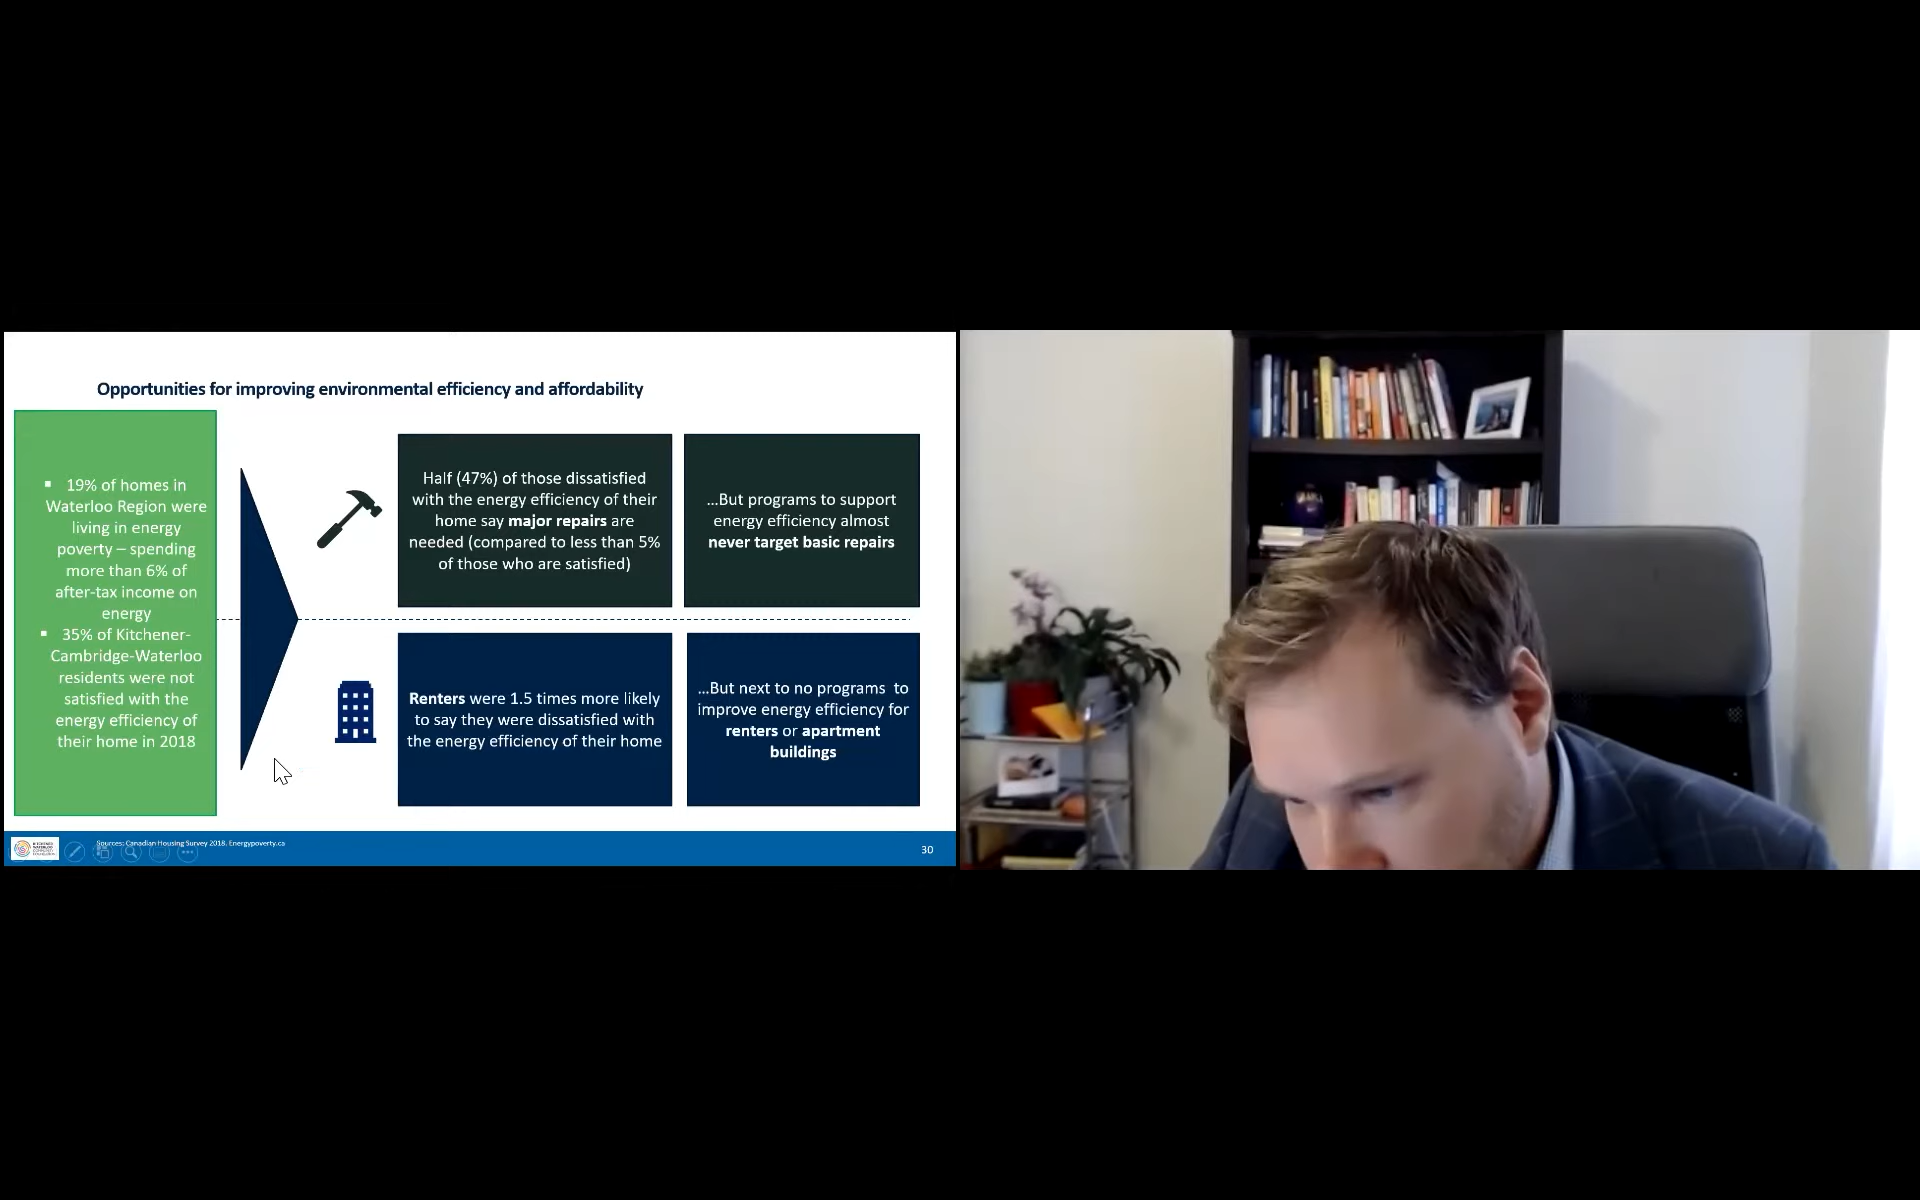 Opportunities for improving environmental efficiency and affordability
▪ 19% of homes in
Waterloo Region were
living in energy
poverty – spending
more than 6% of
after-tax income on
energy
▪ 35% of Kitchener-
Cambridge-Waterloo
residents were not
satisfied with the
energy efficiency of
their home in 2018
Half (47%) of those dissatisfied
with the energy efficiency of their
home say major repairs are
needed (compared to less than 5%
of those who are satisfied)
...But programs to support
energy efficiency almost
never target basic repairs
Renters were 1.5 times more likely
to say they were dissatisfied with
the energy efficiency of their home
...But next to no programs to
improve energy efficiency for
renters or apartment
buildings
Sources: Canadian Housing Survey 2018, Energypoverty.ca
30